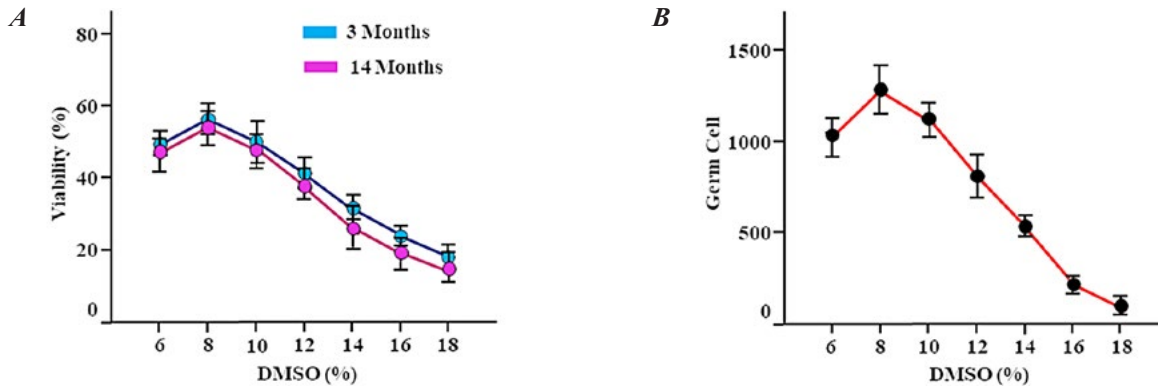 A
80
60
40
20
0
Viability (%)
3 Months
14 Months
6 8 10 12 14 16 18
DMSO (%)
B
1500
1000
500
0
Germ Cell
6 8 10 12 14 16 18
DMSO (%)